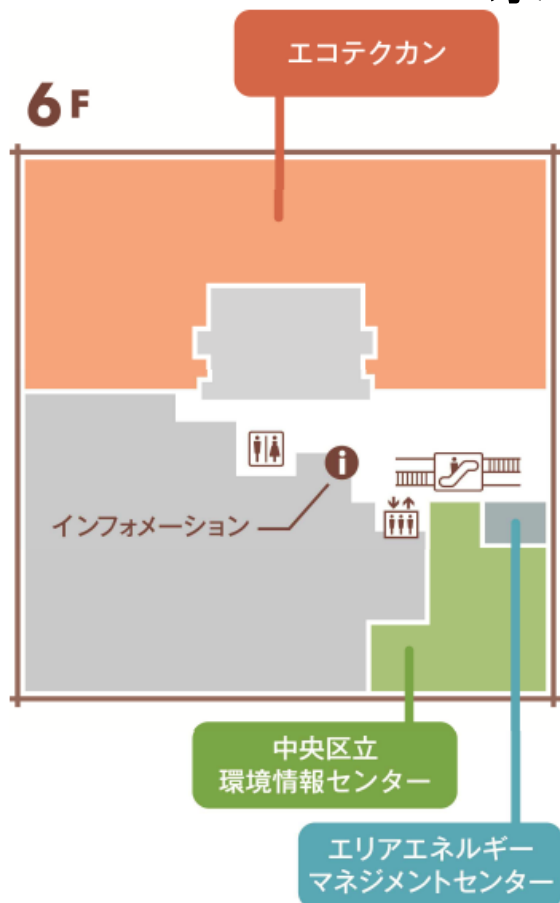 エコテクカン
6F
インフォメーション
中央区立
環境情報センター
エリアエネルギー
マネジメントセンター